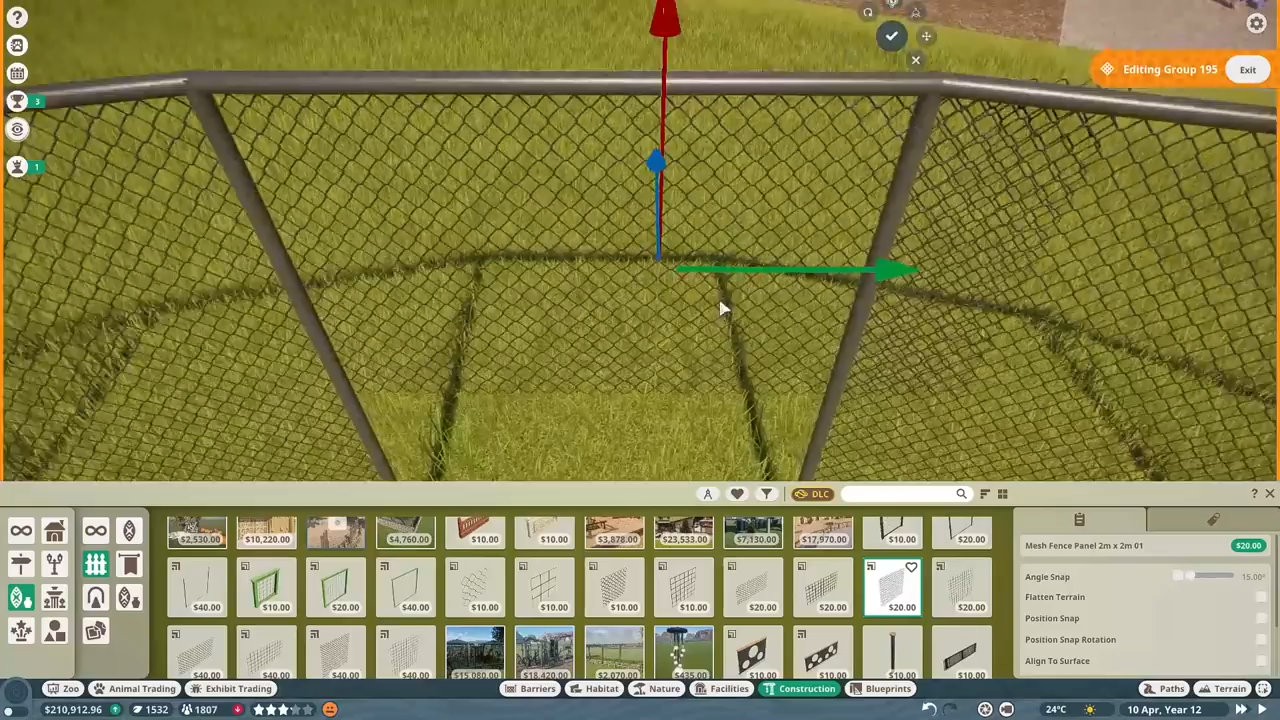 ?
Editing Group 195
Exit
3
1
DLC
? ×
$2,530.00 $10,220.00 $4,760.00 $10.00 $10.00 $3,878.00 $23,533.00 $7,130.00 $17,970.00 $10.00 $20.00
Mesh Fence Panel 2m x 2m 01 $20.00
Angle Snap 15.00°
$40.00 $10.00 $20.00 $40.00 $10.00 $10.00 $10.00 $10.00 $20.00 $20.00 $20.00 $20.00
Flatten Terrain
Position Snap
Position Snap Rotation
Align To Surface
$40.00 $40.00 $40.00 $40.00 $15,080.00 $18,420.00 $2,070.00 $435.00 $10.00 $10.00 $10.00 $10.00
Zoo Animal Trading Exhibit Trading Barriers Habitat Nature Facilities Construction Blueprints Paths Terrain
$210,912.96 1532 1807 24°C 10 Apr, Year 12